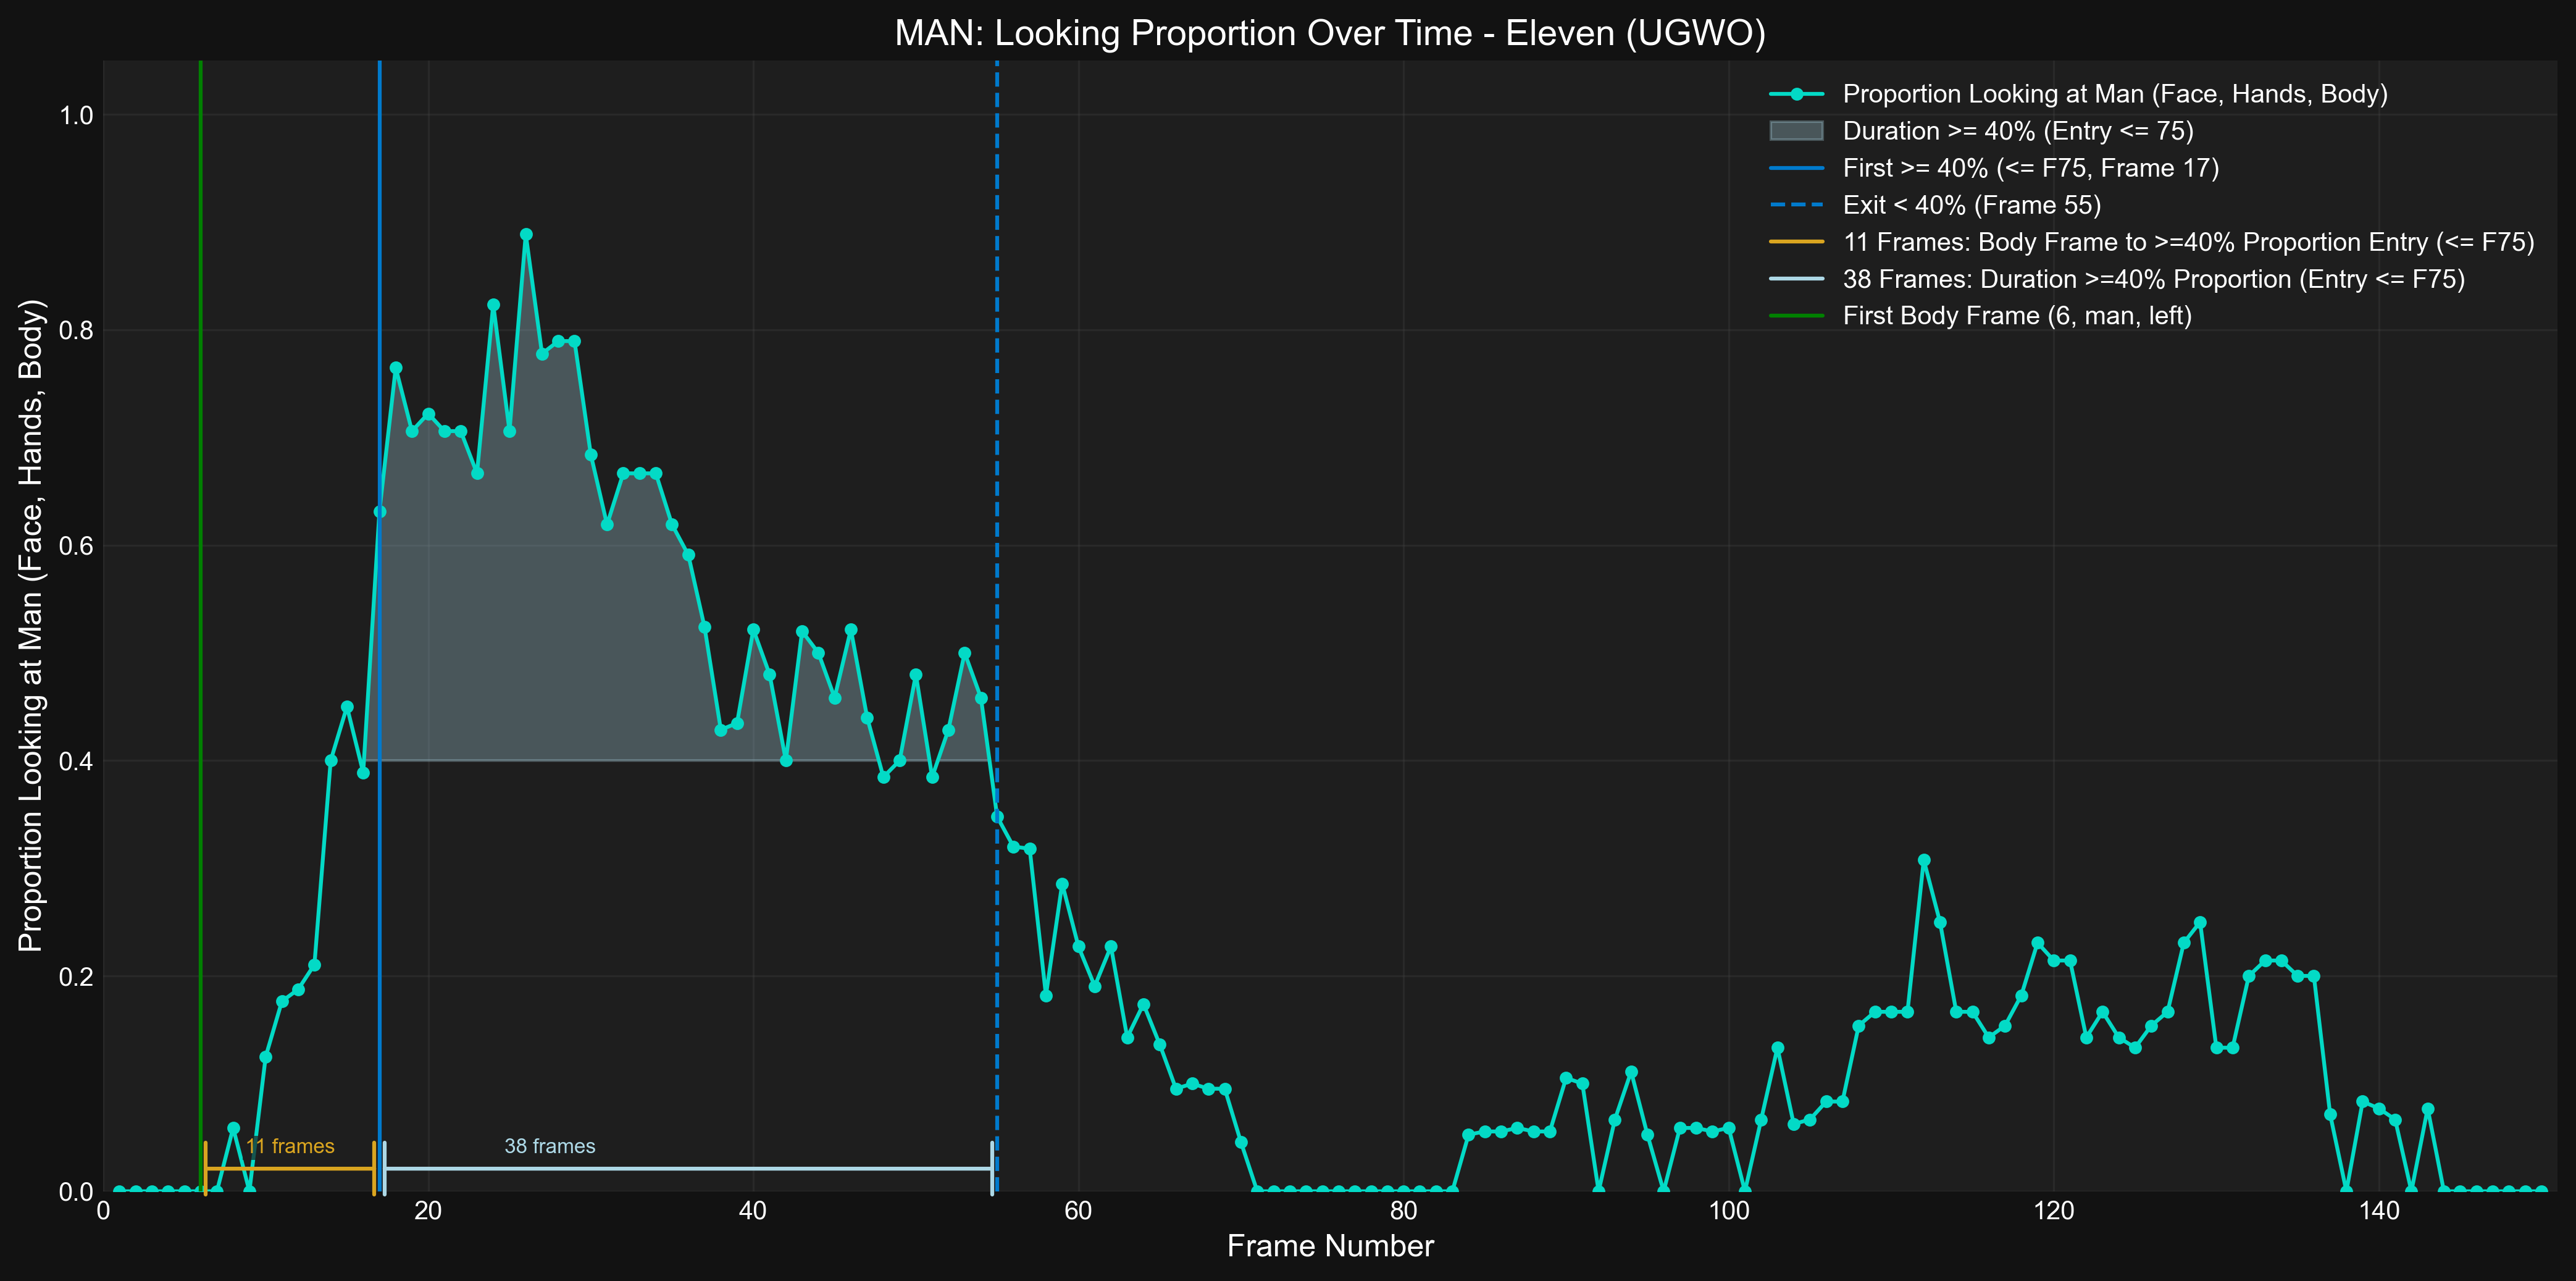 MAN: Looking Proportion Over Time - Eleven (UGWO)
Proportion Looking at Man (Face, Hands, Body)
Duration >= 40% (Entry <= 75)
First >= 40% (<= F75, Frame 17)
Exit < 40% (Frame 55)
11 Frames: Body Frame to >=40% Proportion Entry (<= F75)
38 Frames: Duration >=40% Proportion (Entry <= F75)
First Body Frame (6, man, left)
Proportion Looking at Man (Face, Hands, Body)
1.0
0.8
0.6
0.4
0.2
0.0
11 frames
38 frames
0 20 40 60 80 100 120 140
Frame Number